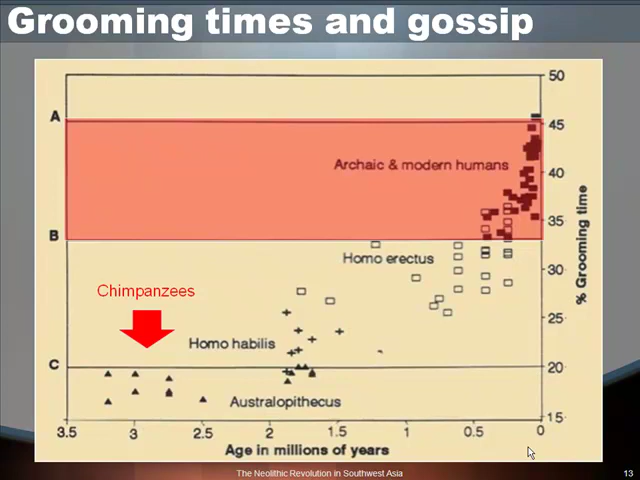 Grooming times and gossip
50
A
45
Archaic & modern humans
40
35
B
Homo erectus
30
% Grooming time
Chimpanzees
25
Homo habilis
C
20
Australopithecus
15
3.5 3 2.5 2 1.5 1 0.5 0
Age in millions of years
The Neolithic Revolution in Southwest Asia
13